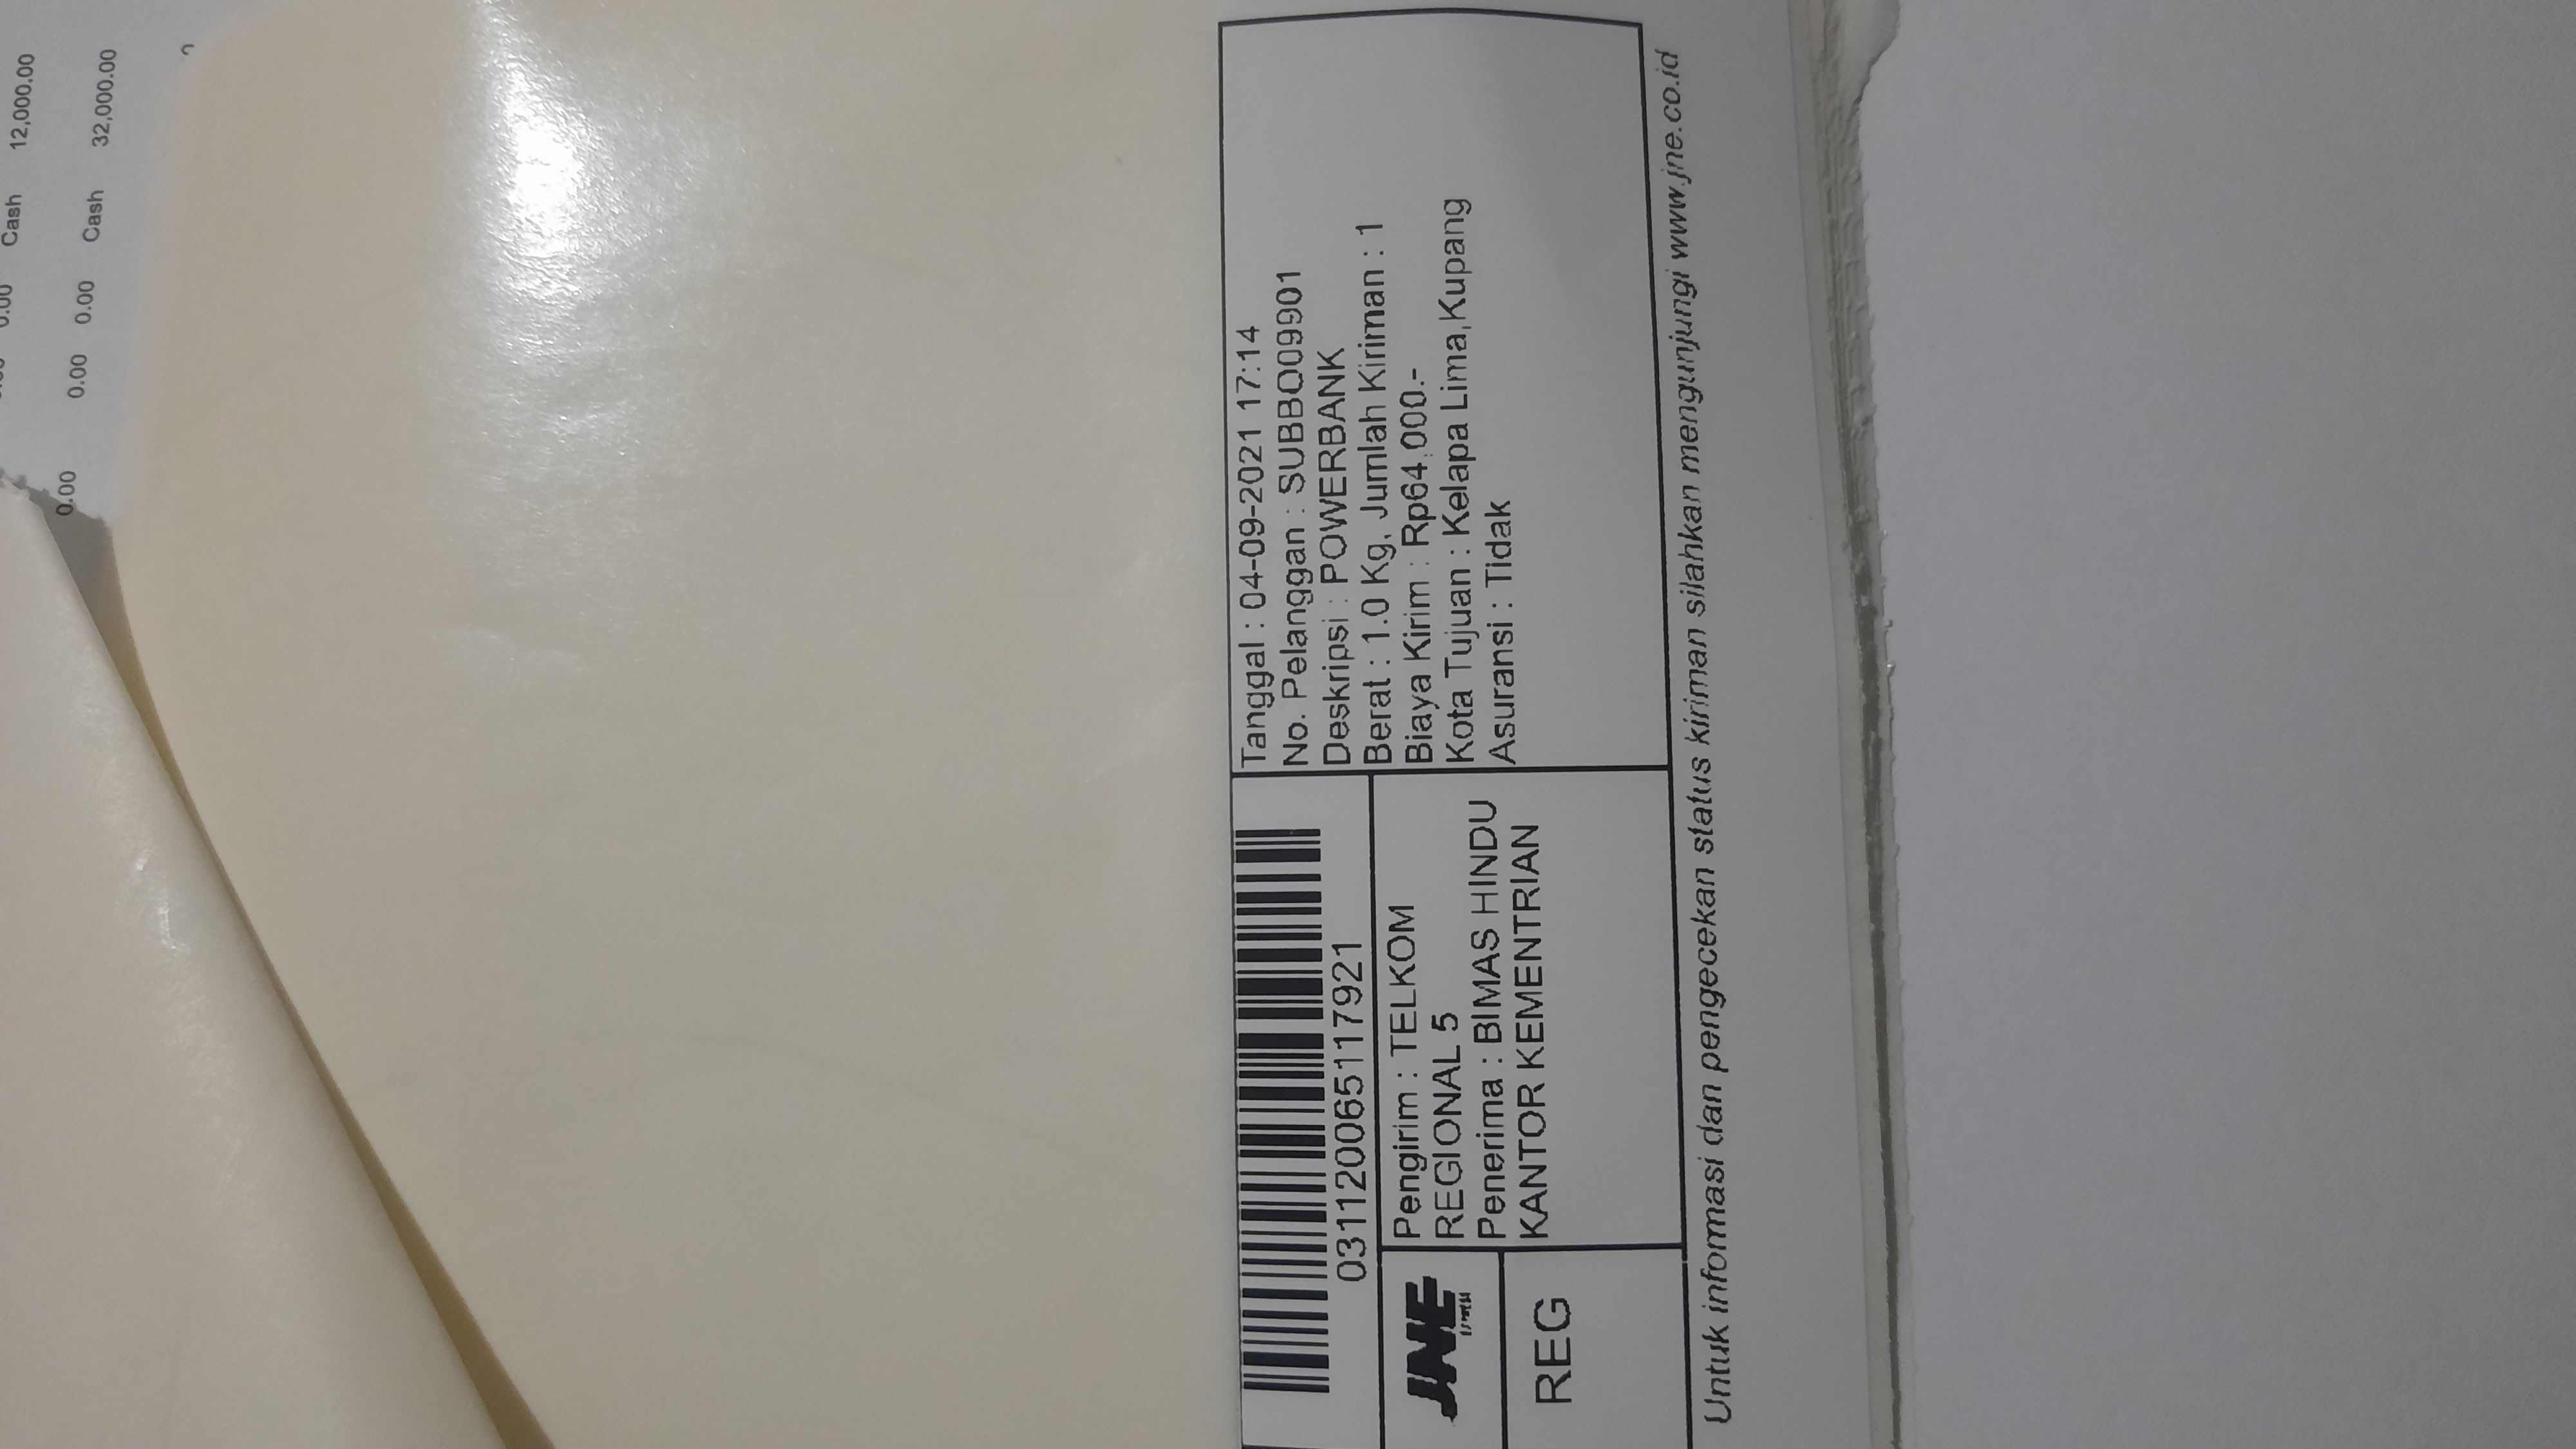 0.00 Cash 12,000.00
0.00 0.00 0.00 Cash 32,000.00
031120065117921
JNE
REG
Pengirim : TELKOM
REGIONAL 5
Penerima : BIMAS HINDU
KANTOR KEMENTRIAN
Tanggal : 04-09-2021 17:14
No. Pelanggan : SUBBO09901
Deskripsi : POWERBANK
Berat : 1.0 Kg, Jumlah Kiriman : 1
Biaya Kirim : Rp64.000.-
Kota Tujuan : Kelapa Lima,Kupang
Asuransi : Tidak
Untuk informasi dan pengecekan status kiriman silahkan mengunjungi www.jne.co.id